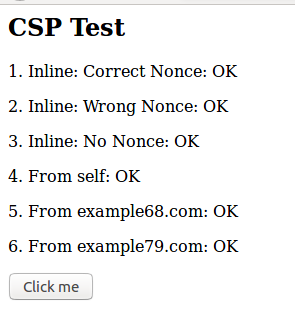 CSP Test
1. Inline: Correct Nonce: OK
2. Inline: Wrong Nonce: OK
3. Inline: No Nonce: OK
4. From self: OK
5. From example68.com: OK
6. From example79.com: OK
Click me